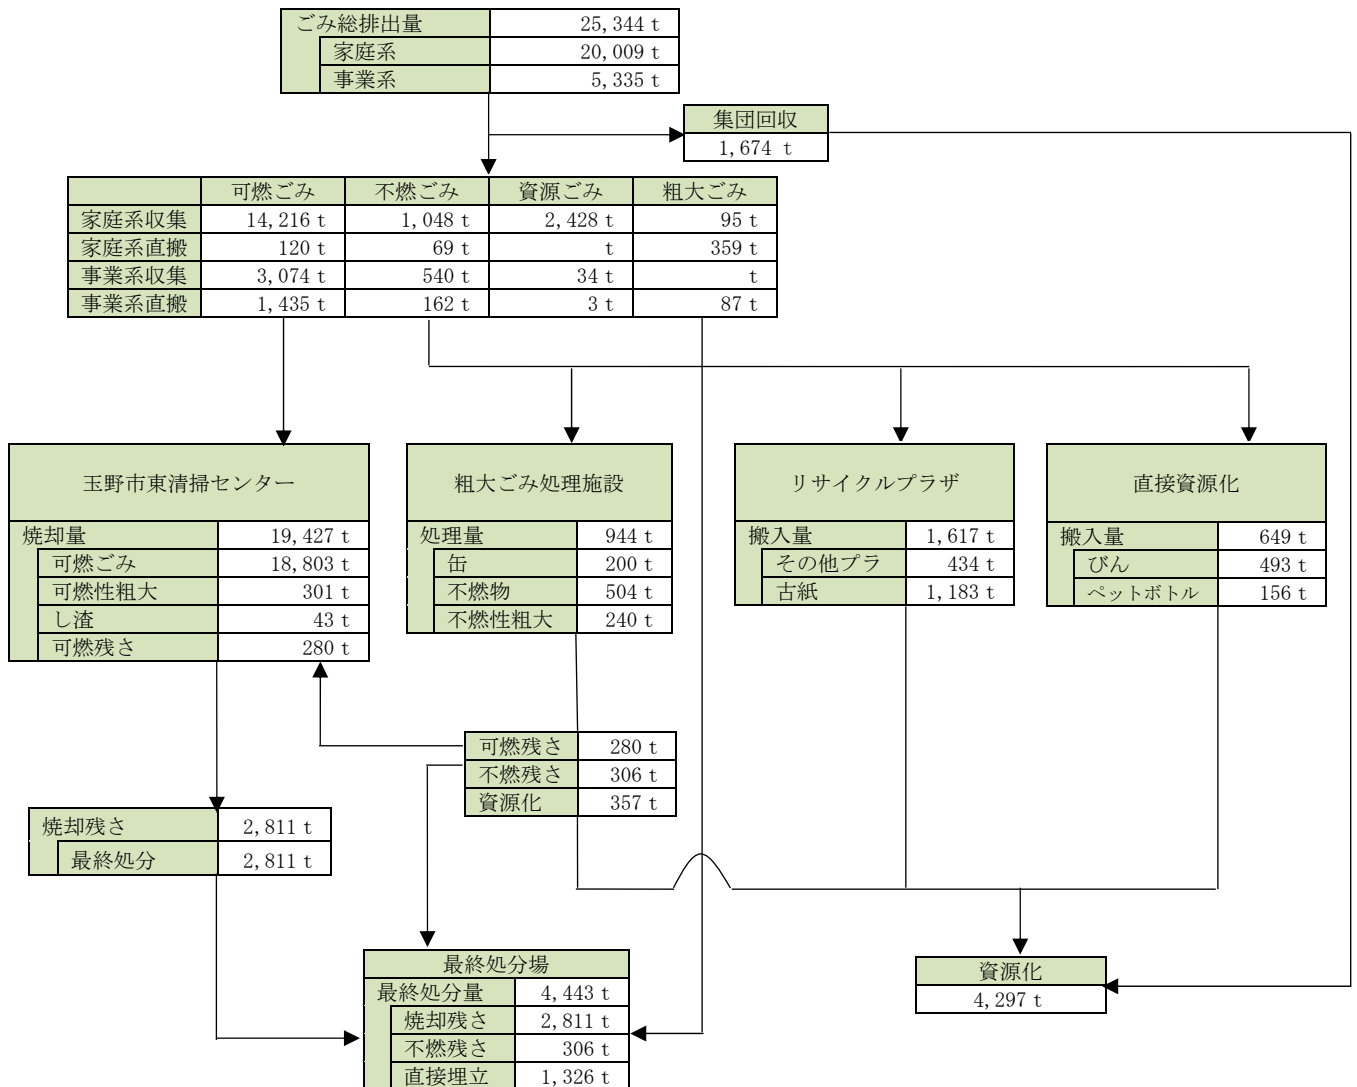 ごみ総排出量 25,344 t
家庭系 20,009 t
事業系 5,335 t
集団回収
1,674 t
可燃ごみ 不燃ごみ 資源ごみ 粗大ごみ
家庭系収集 14,216 t 1,048 t 2,428 t 95 t
家庭系直搬 120 t 69 t t 359 t
事業系収集 3,074 t 540 t 34 t t
事業系直搬 1,435 t 162 t 3 t 87 t
玉野市東清掃センター
焼却量 19,427 t
可燃ごみ 18,803 t
可燃性粗大 301 t
し渣 43 t
可燃残さ 280 t
粗大ごみ処理施設
処理量 944 t
缶 200 t
不燃物 504 t
不燃性粗大 240 t
リサイクルプラザ
搬入量 1,617 t
その他プラ 434 t
古紙 1,183 t
直接資源化
搬入量 649 t
びん 493 t
ペットボトル 156 t
可燃残さ 280 t
不燃残さ 306 t
資源化 357 t
焼却残さ 2,811 t
最終処分 2,811 t
最終処分場
最終処分量 4,443 t
焼却残さ 2,811 t
不燃残さ 306 t
直接埋立 1,326 t
資源化
4,297 t